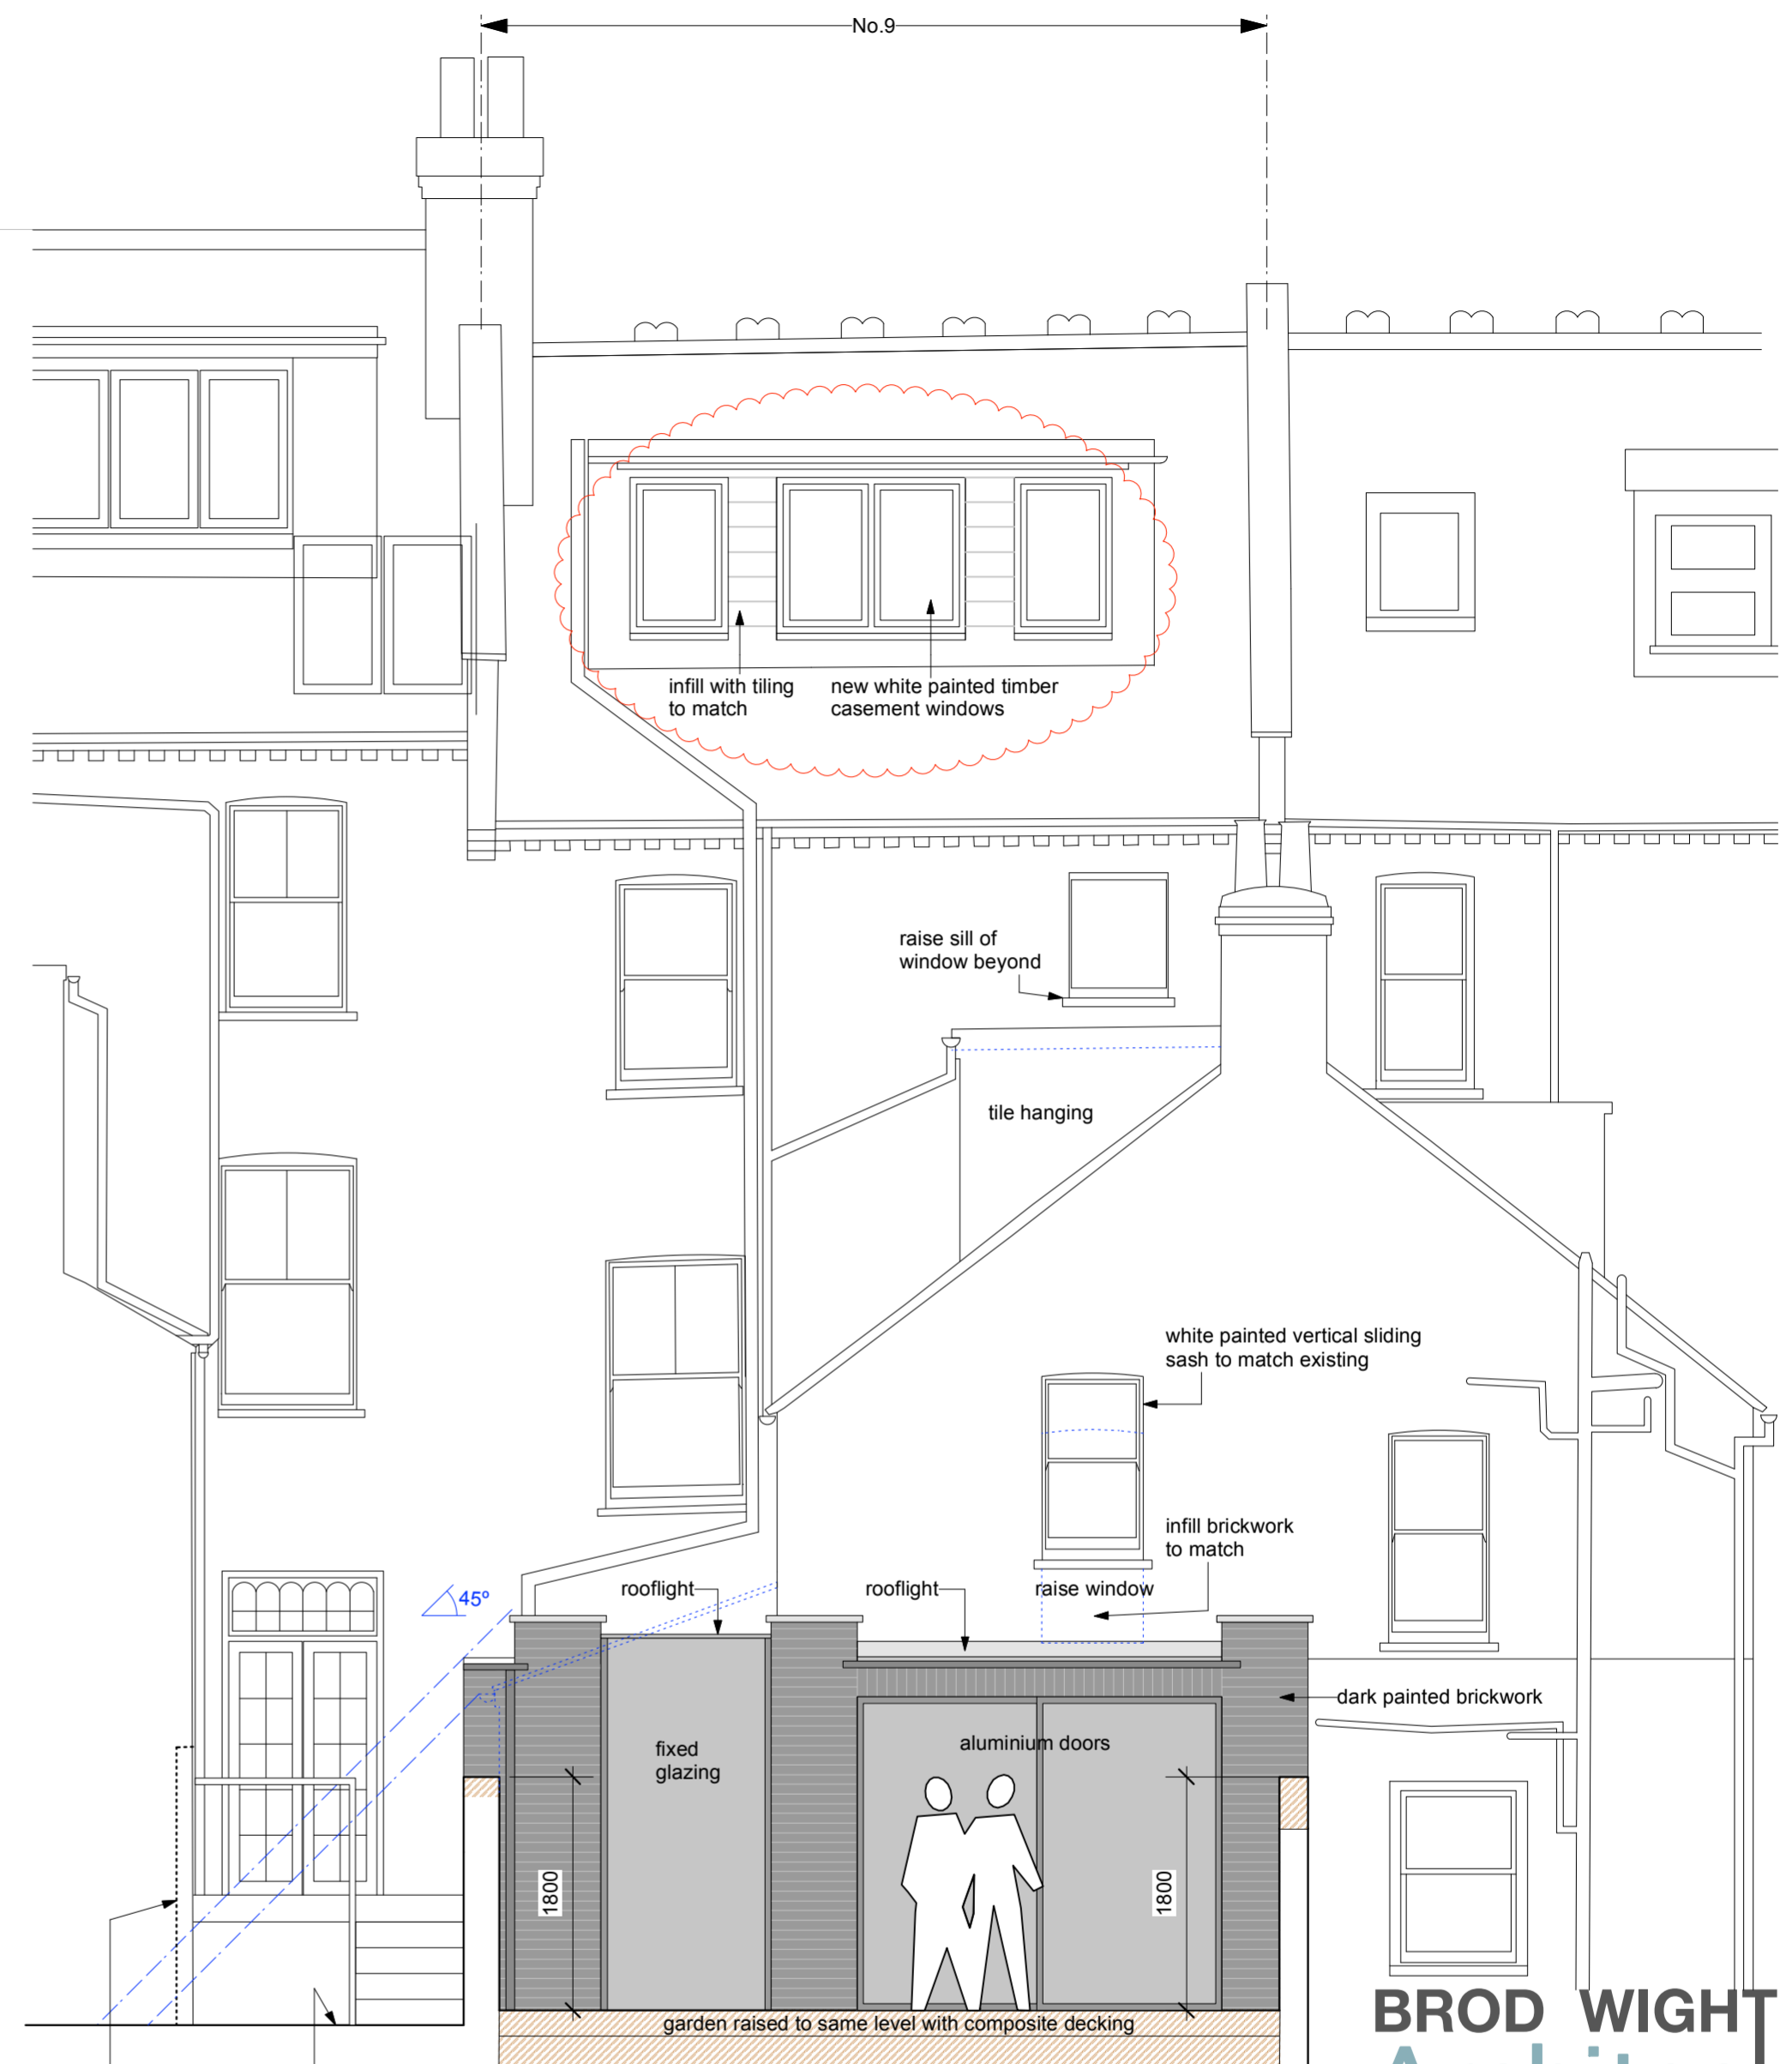 No.9
infill with tiling
to match
new white painted timber
casement windows
raise sill of
window beyond
tile hanging
white painted vertical sliding
sash to match existing
infill brickwork
to match
45º
rooflight
rooflight
raise window
dark painted brickwork
fixed
glazing
aluminium doors
1800
1800
garden raised to same level with composite decking
BROD WIGHT